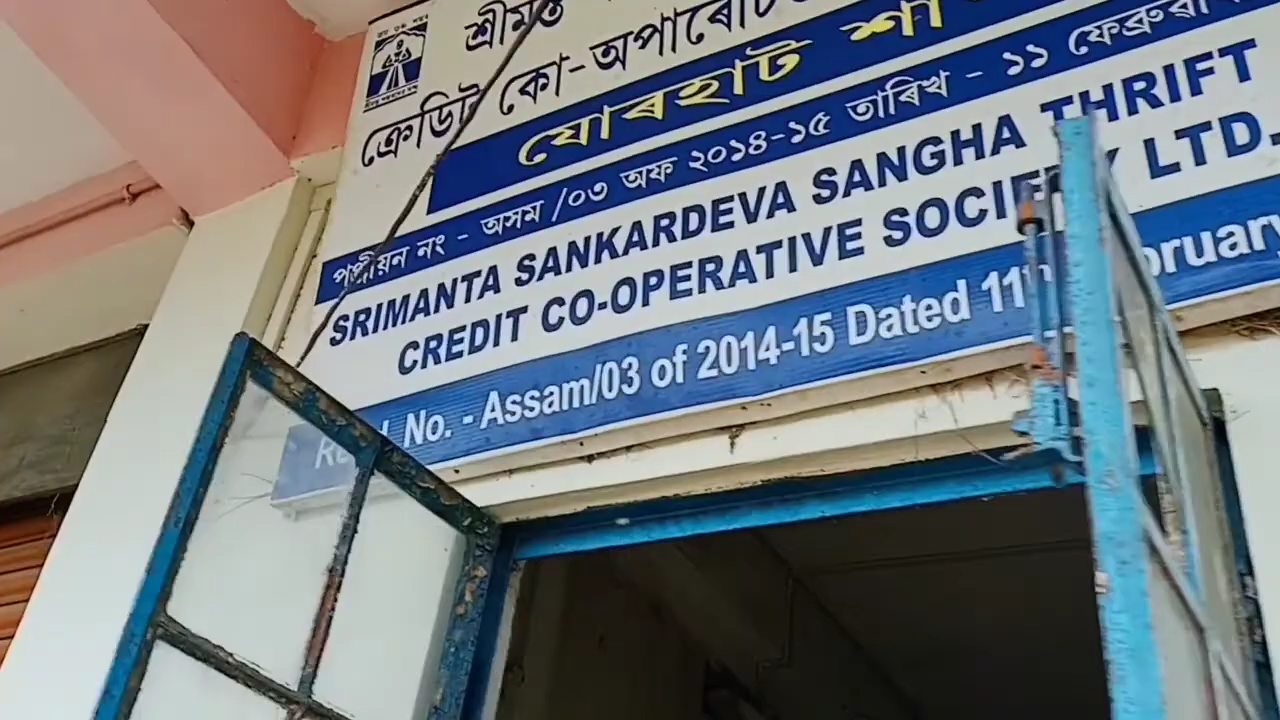 শ্ৰীমন্ত
ক্ৰেডিট কো-অপাৰেটিভ
যোৰহাট শাখা
পঞ্জীয়ন নং - অসম /০৩ অফ ২০১৪-১৫ তাৰিখ - ১১ ফেব্ৰুৱাৰী
SRIMANTA SANKARDEVA SANGHA THRIFT
CREDIT CO-OPERATIVE SOCIETY LTD.
Regd. No. - Assam/03 of 2014-15 Dated 11th February